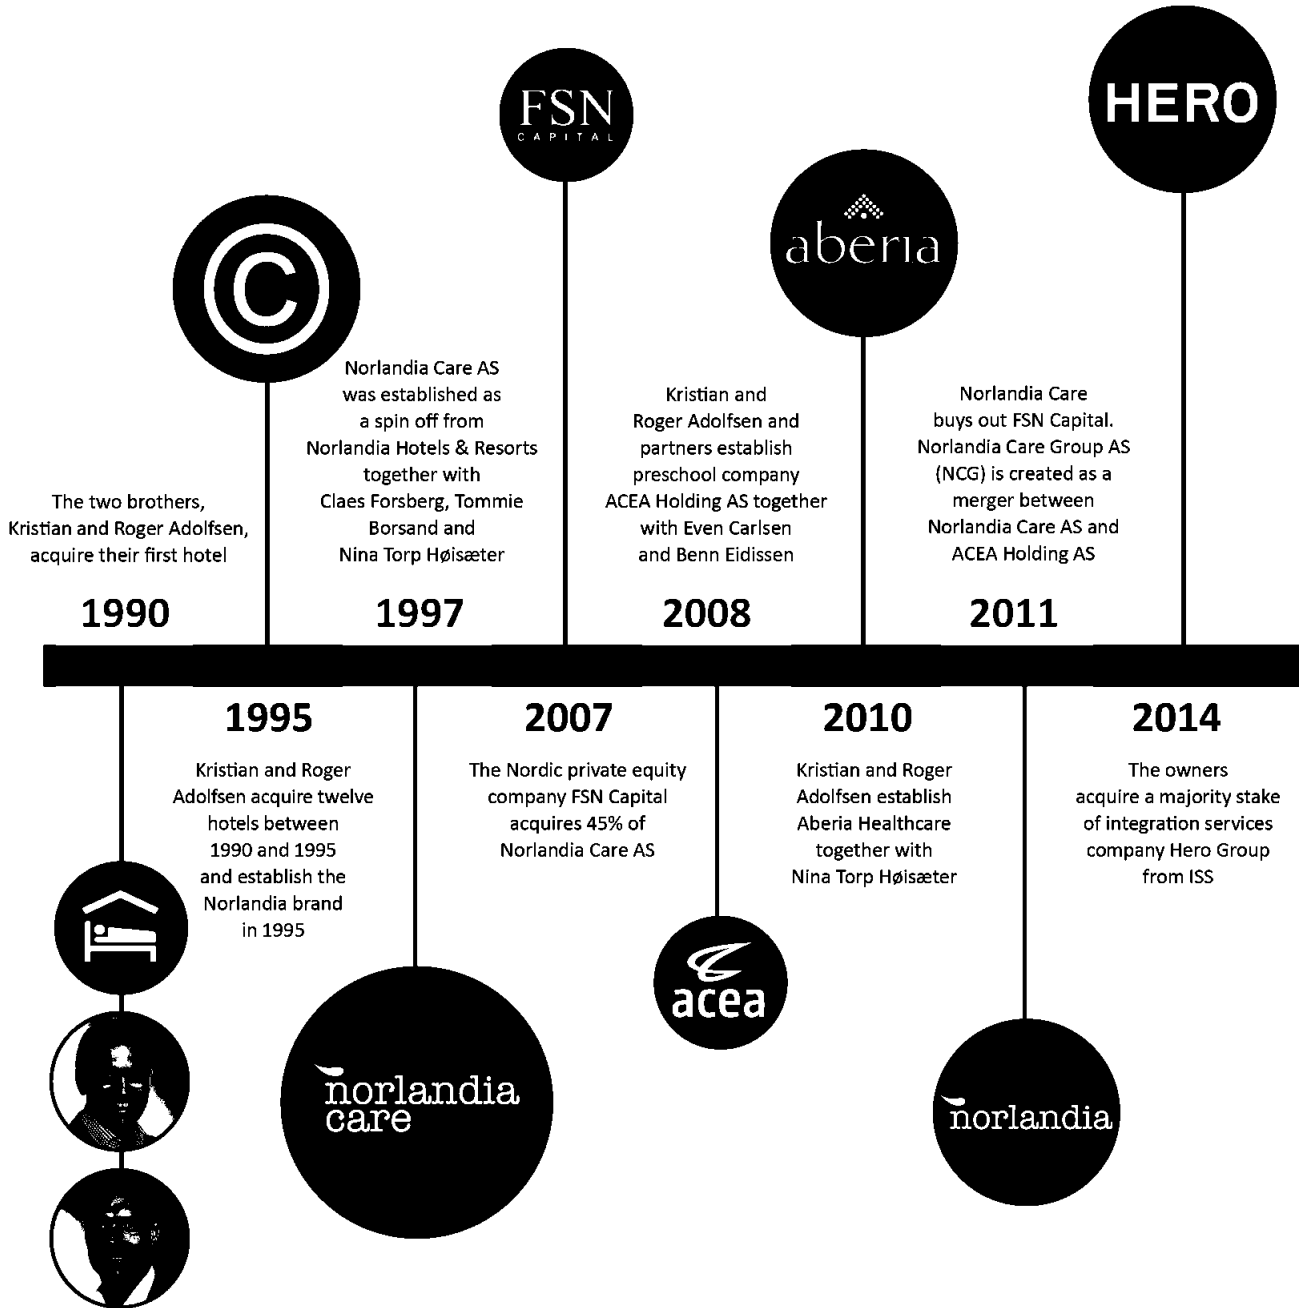 FSN
CAPITAL
HERO
aberia
©
The two brothers,
Kristian and Roger Adolfsen,
acquire their first hotel
1990
Norlandia Care AS
was established as
a spin off from
Norlandia Hotels & Resorts
together with
Claes Forsberg, Tommie
Borsand and
Nina Torp Høisæter
1997
Kristian and
Roger Adolfsen and
partners establish
preschool company
ACEA Holding AS together
with Even Carlsen
and Benn Eidissen
2008
Norlandia Care
buys out FSN Capital.
Norlandia Care Group AS
(NCG) is created as a
merger between
Norlandia Care AS and
ACEA Holding AS
2011
1995
Kristian and Roger
Adolfsen acquire twelve
hotels between
1990 and 1995
and establish the
Norlandia brand
in 1995
2007
The Nordic private equity
company FSN Capital
acquires 45% of
Norlandia Care AS
2010
Kristian and Roger
Adolfsen establish
Aberia Healthcare
together with
Nina Torp Høisæter
2014
The owners
acquire a majority stake
of integration services
company Hero Group
from ISS
norlandia
care
acea
norlandia